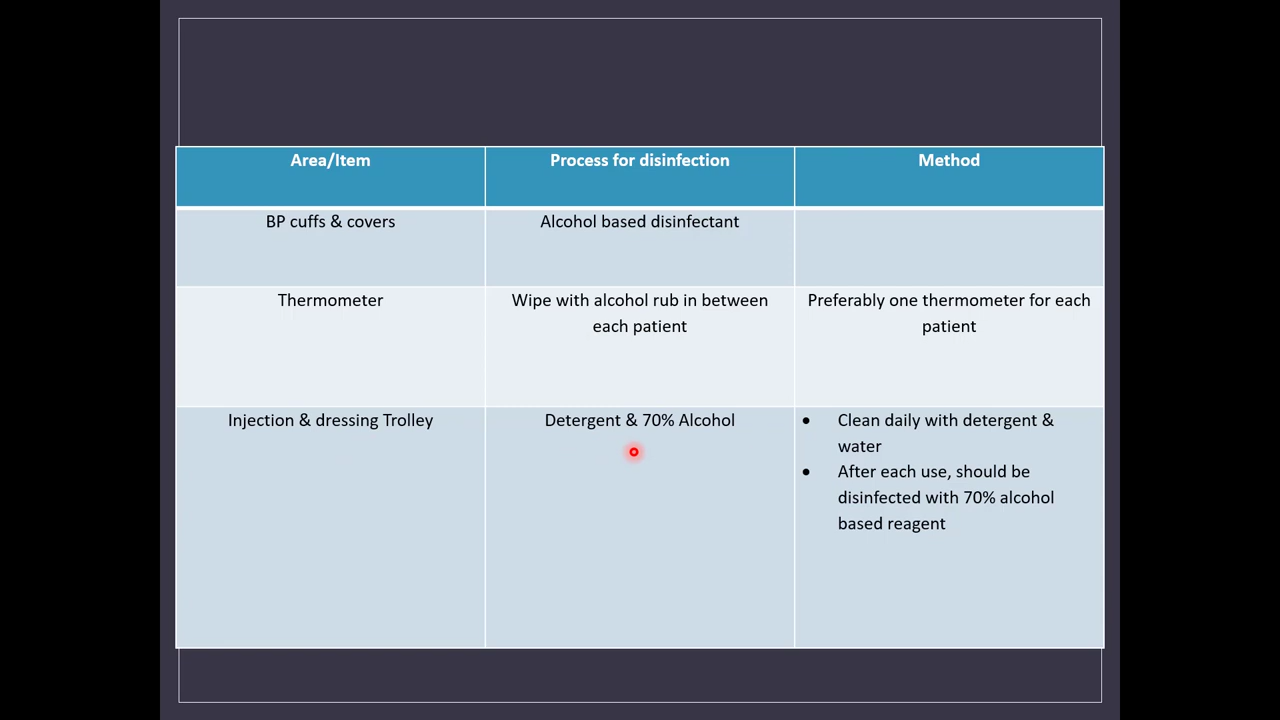 Area/Item
Process for disinfection
Method
BP cuffs & covers
Alcohol based disinfectant
Thermometer
Wipe with alcohol rub in between
each patient
Preferably one thermometer for each
patient
Injection & dressing Trolley
Detergent & 70% Alcohol
• Clean daily with detergent &
water
• After each use, should be
disinfected with 70% alcohol
based reagent